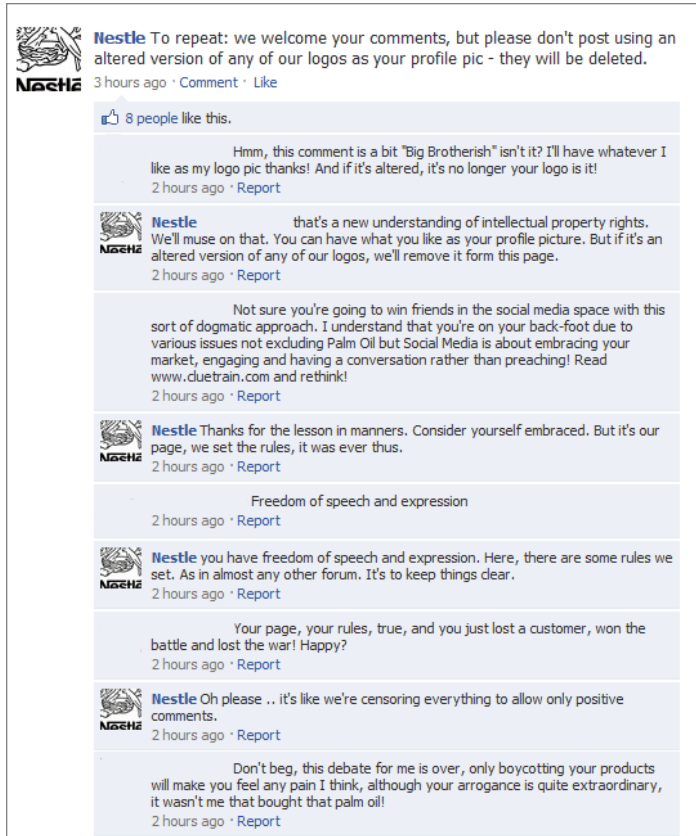 Nestle To repeat: we welcome your comments, but please don't post using an
altered version of any of our logos as your profile pic - they will be deleted.
Nestlé
3 hours ago · Comment · Like
8 people like this.
Hmm, this comment is a bit "Big Brotherish" isn't it? I'll have whatever I
like as my logo pic thanks! And if it's altered, it's no longer your logo is it!
2 hours ago · Report
Nestle that's a new understanding of intellectual property rights.
We'll muse on that. You can have what you like as your profile picture. But if it's an
altered version of any of our logos, we'll remove it form this page.
Nestlé
2 hours ago · Report
Not sure you're going to win friends in the social media space with this
sort of dogmatic approach. I understand that you're on your back-foot due to
various issues not excluding Palm Oil but Social Media is about embracing your
market, engaging and having a conversation rather than preaching! Read
www.cluetrain.com and rethink!
2 hours ago · Report
Nestle Thanks for the lesson in manners. Consider yourself embraced. But it's our
page, we set the rules, it was ever thus.
Nestlé
2 hours ago · Report
Freedom of speech and expression
2 hours ago · Report
Nestle you have freedom of speech and expression. Here, there are some rules we
set. As in almost any other forum. It's to keep things clear.
Nestlé
2 hours ago · Report
Your page, your rules, true, and you just lost a customer, won the
battle and lost the war! Happy?
2 hours ago · Report
Nestle Oh please .. it's like we're censoring everything to allow only positive
comments.
Nestlé
2 hours ago · Report
Don't beg, this debate for me is over, only boycotting your products
will make you feel any pain I think, although your arrogance is quite extraordinary,
it wasn't me that bought that palm oil!
2 hours ago · Report